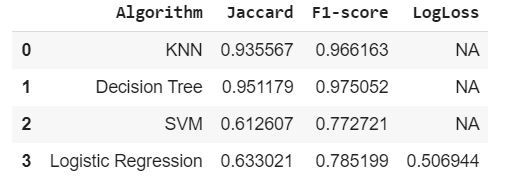 Algorithm Jaccard F1-score LogLoss
0 KNN 0.935567 0.966163 NA
1 Decision Tree 0.951179 0.975052 NA
2 SVM 0.612607 0.772721 NA
3 Logistic Regression 0.633021 0.785199 0.506944